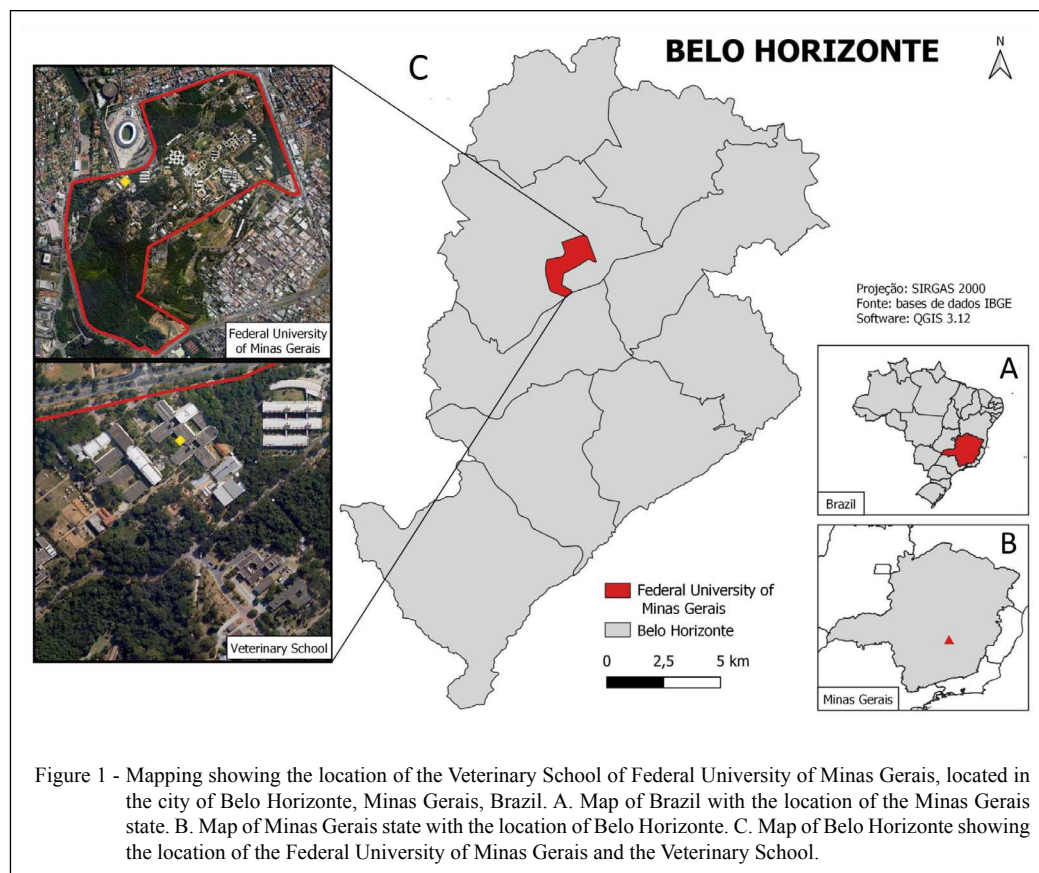 BELO HORIZONTE
N
C
Federal University
of Minas Gerais
Veterinary School
Projeção: SIRGAS 2000
Fonte: bases de dados IBGE
Software: QGIS 3.12
A
Brazil
B
Minas Gerais
Federal University of
Minas Gerais
Belo Horizonte
0 2,5 5 km
Figure 1 - Mapping showing the location of the Veterinary School of Federal University of Minas Gerais, located in
the city of Belo Horizonte, Minas Gerais, Brazil. A. Map of Brazil with the location of the Minas Gerais
state. B. Map of Minas Gerais state with the location of Belo Horizonte. C. Map of Belo Horizonte showing
the location of the Federal University of Minas Gerais and the Veterinary School.